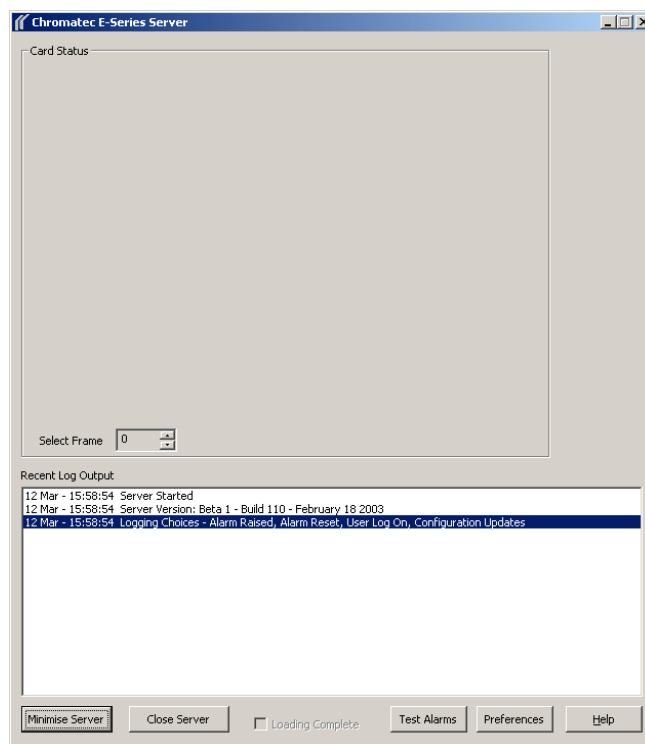 Chromatec E-Series Server
Card Status
Select Frame 0
Recent Log Output
12 Mar - 15:58:54 Server Started
12 Mar - 15:58:54 Server Version: Beta 1 - Build 110 - February 18 2003
12 Mar - 15:58:54 Logging Choices - Alarm Raised, Alarm Reset, User Log On, Configuration Updates
Minimise Server Close Server Loading Complete Test Alarms Preferences Help